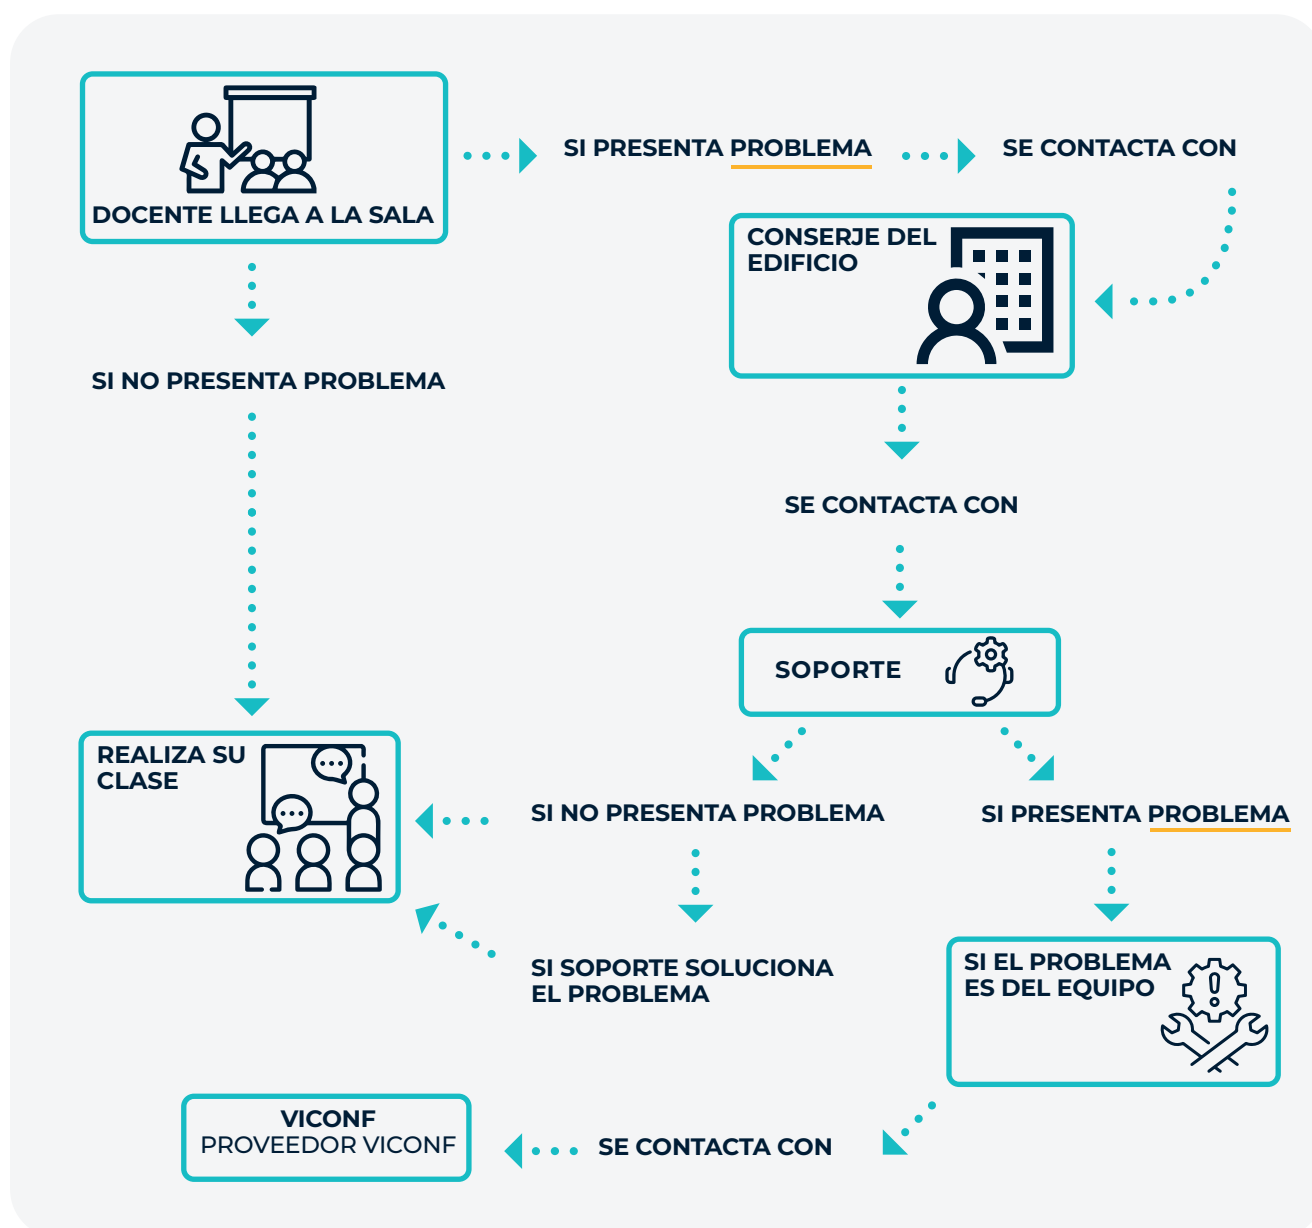 DOCENTE LLEGA A LA SALA
SI PRESENTA PROBLEMA
SE CONTACTA CON
CONSERJE DEL
EDIFICIO
SI NO PRESENTA PROBLEMA
SE CONTACTA CON
SOPORTE
REALIZA SU
CLASE
SI NO PRESENTA PROBLEMA
SI PRESENTA PROBLEMA
SI SOPORTE SOLUCIONA
EL PROBLEMA
SI EL PROBLEMA
ES DEL EQUIPO
SE CONTACTA CON
VICONF
PROVEEDOR VICONF